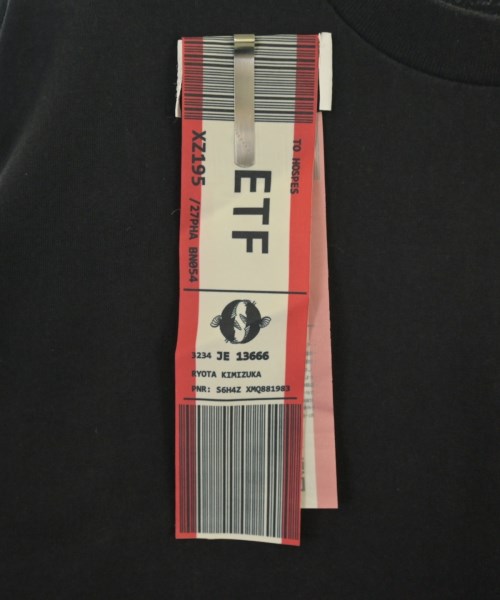 TO HOSPES
ETF
XZ195 /27PHA BN054
3234 JE 13666
RYOTA KIMIZUKA
PNR: S6H4Z XMQ881983